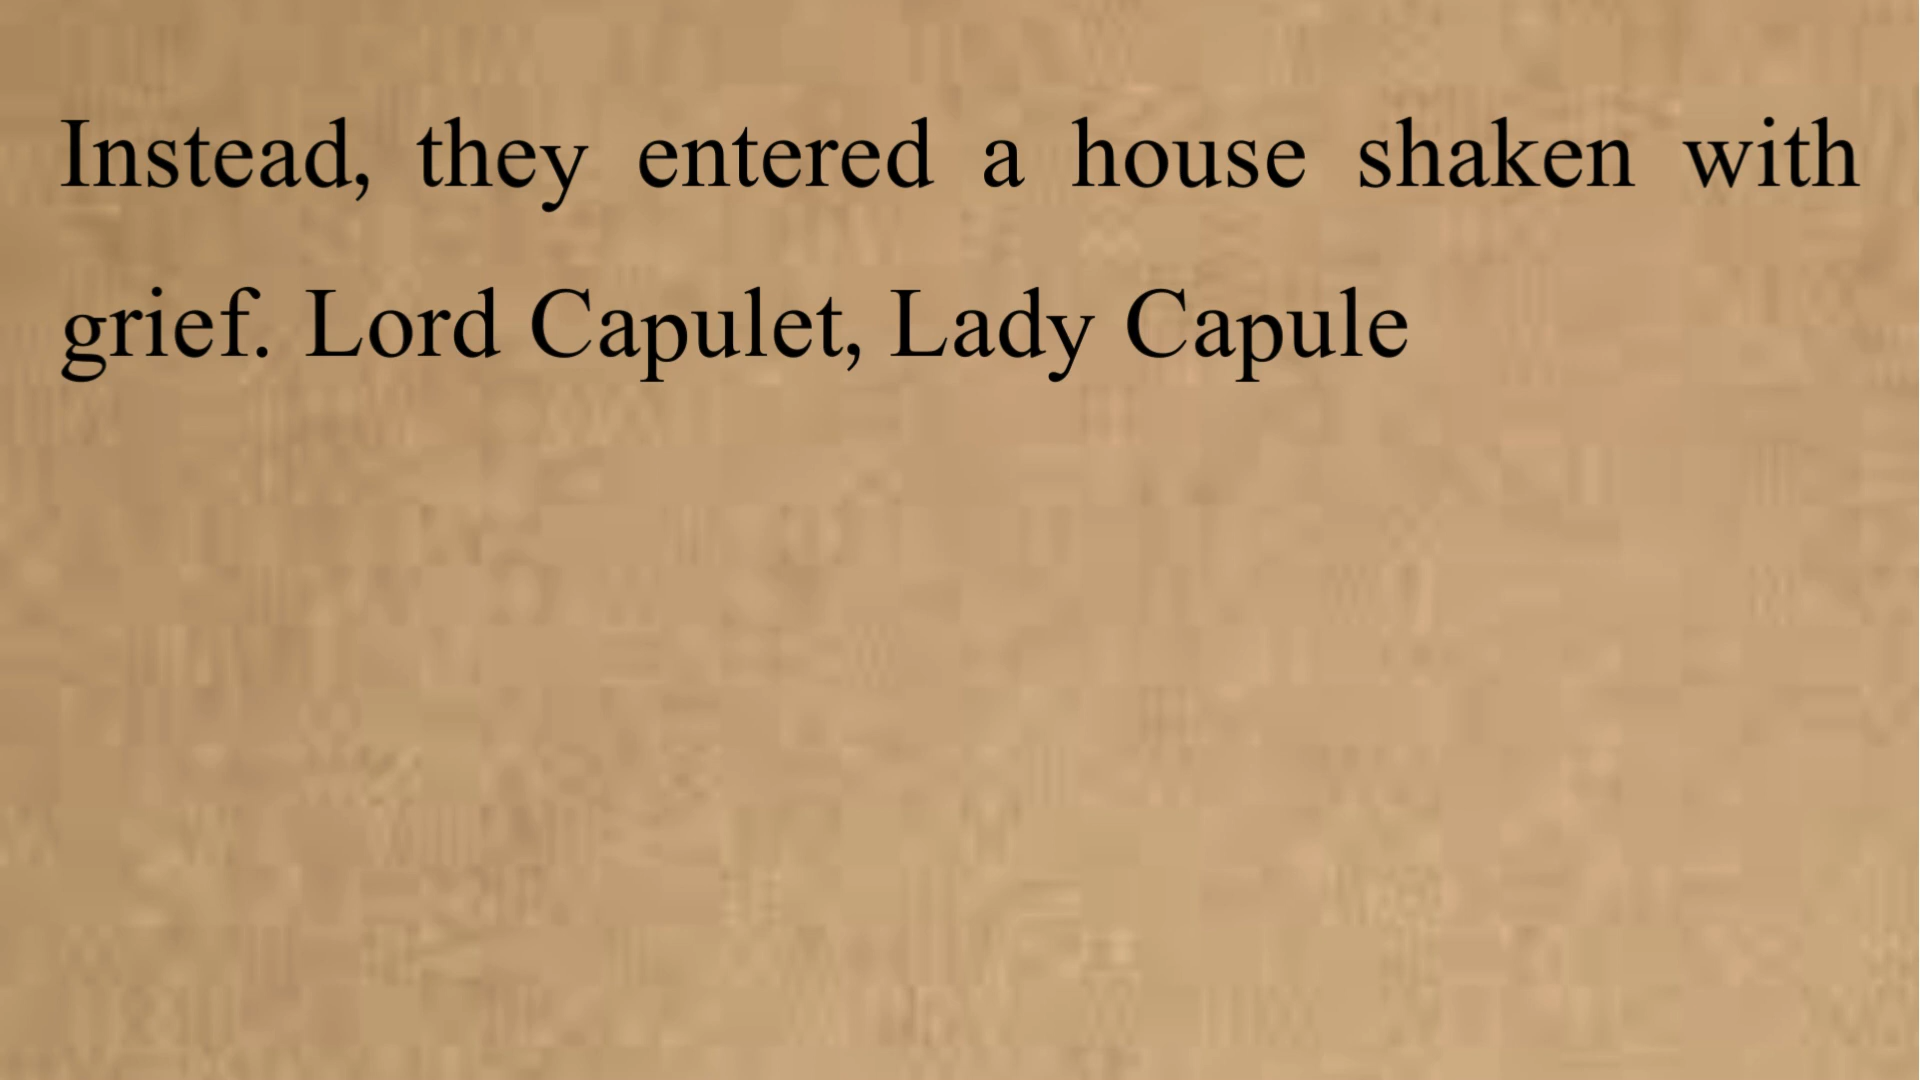 Instead, they entered a house shaken with
grief. Lord Capulet, Lady Capule